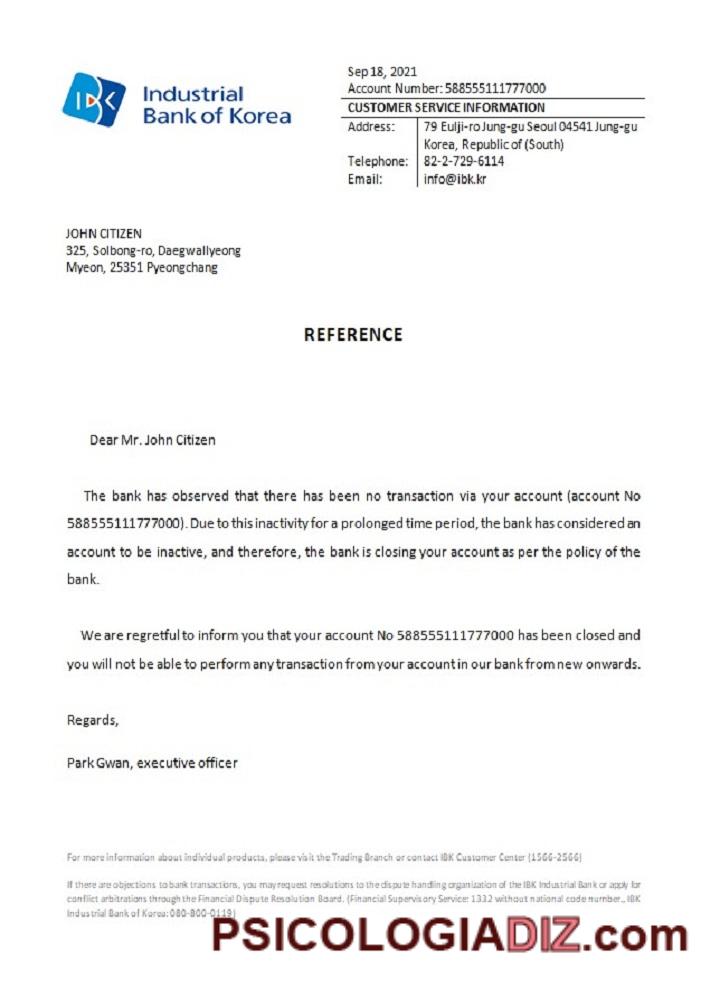 IBK
Industrial
Bank of Korea
Sep 18, 2021
Account Number: 588555111777000
CUSTOMER SERVICE INFORMATION
Address: 79 Eulji-ro Jung-gu Seoul 04541 Jung-gu
Korea, Republic of (South)
Telephone: 82-2-729-6114
Email: info@ibk.kr
JOHN CITIZEN
325, Solbong-ro, Daegwallyeong
Myeon, 25351 Pyeongchang
REFERENCE
Dear Mr. John Citizen
The bank has observed that there has been no transaction via your account (account No
588555111777000). Due to this inactivity for a prolonged time period, the bank has considered an
account to be inactive, and therefore, the bank is closing your account as per the policy of the
bank.
We are regretful to inform you that your account No 588555111777000 has been closed and
you will not be able to perform any transaction from your account in our bank from new onwards.
Regards,
Park Gwan, executive officer
For more information about individual products, please visit the Trading Branch or contact IBK Customer Center (1566-2566)
If there are objections to bank transactions, you may request resolutions to the dispute handling organization of the IBK Industrial Bank or apply for
conflict arbitrations through the Financial Dispute Resolution Board. (Financial Supervisory Service: 1332 without national code number., IBK
Industrial Bank of Korea: 080-800-0119)
PSICOLOGIADIZ.com